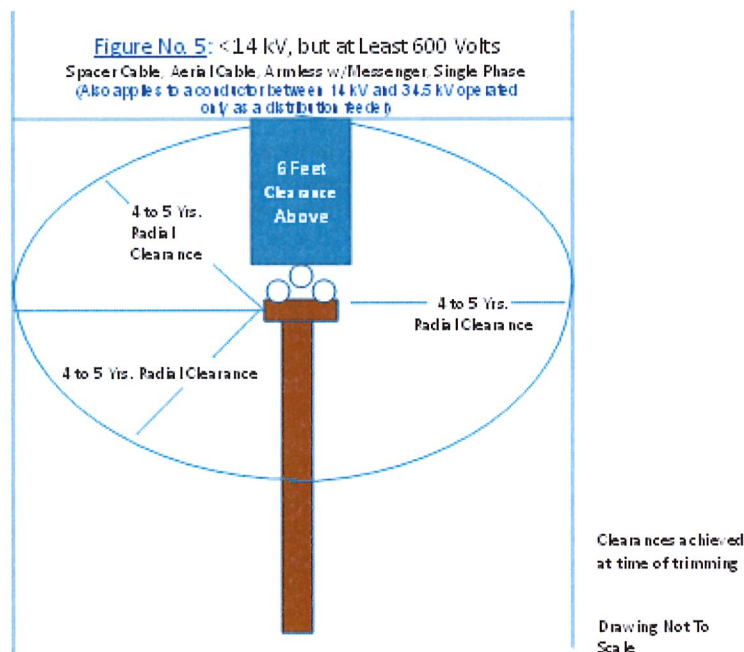 Figure No. 5: <14 kV, but at Least 600 Volts
Spacer Cable, Aerial Cable, Armless w/Messenger, Single Phase
(Also applies to a conductor between 14 kV and 34.5 kV operated
only as a distribution feeder)
6 Feet
Clearance
Above
4 to 5 Yrs.
Radial
Clearance
4 to 5 Yrs.
Radial Clearance
4 to 5 Yrs. Radial Clearance
Clearances achieved
at time of trimming
Drawing Not To
Scale